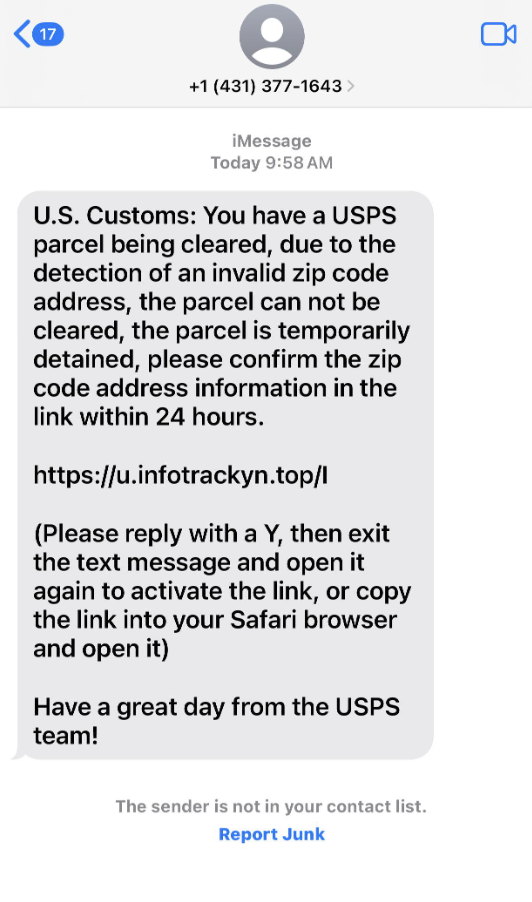 17
+1 (431) 377-1643 >
iMessage
Today 9:58 AM
U.S. Customs: You have a USPS
parcel being cleared, due to the
detection of an invalid zip code
address, the parcel can not be
cleared, the parcel is temporarily
detained, please confirm the zip
code address information in the
link within 24 hours.
https://u.infotrackyn.top/l
(Please reply with a Y, then exit
the text message and open it
again to activate the link, or copy
the link into your Safari browser
and open it)
Have a great day from the USPS
team!
The sender is not in your contact list.
Report Junk